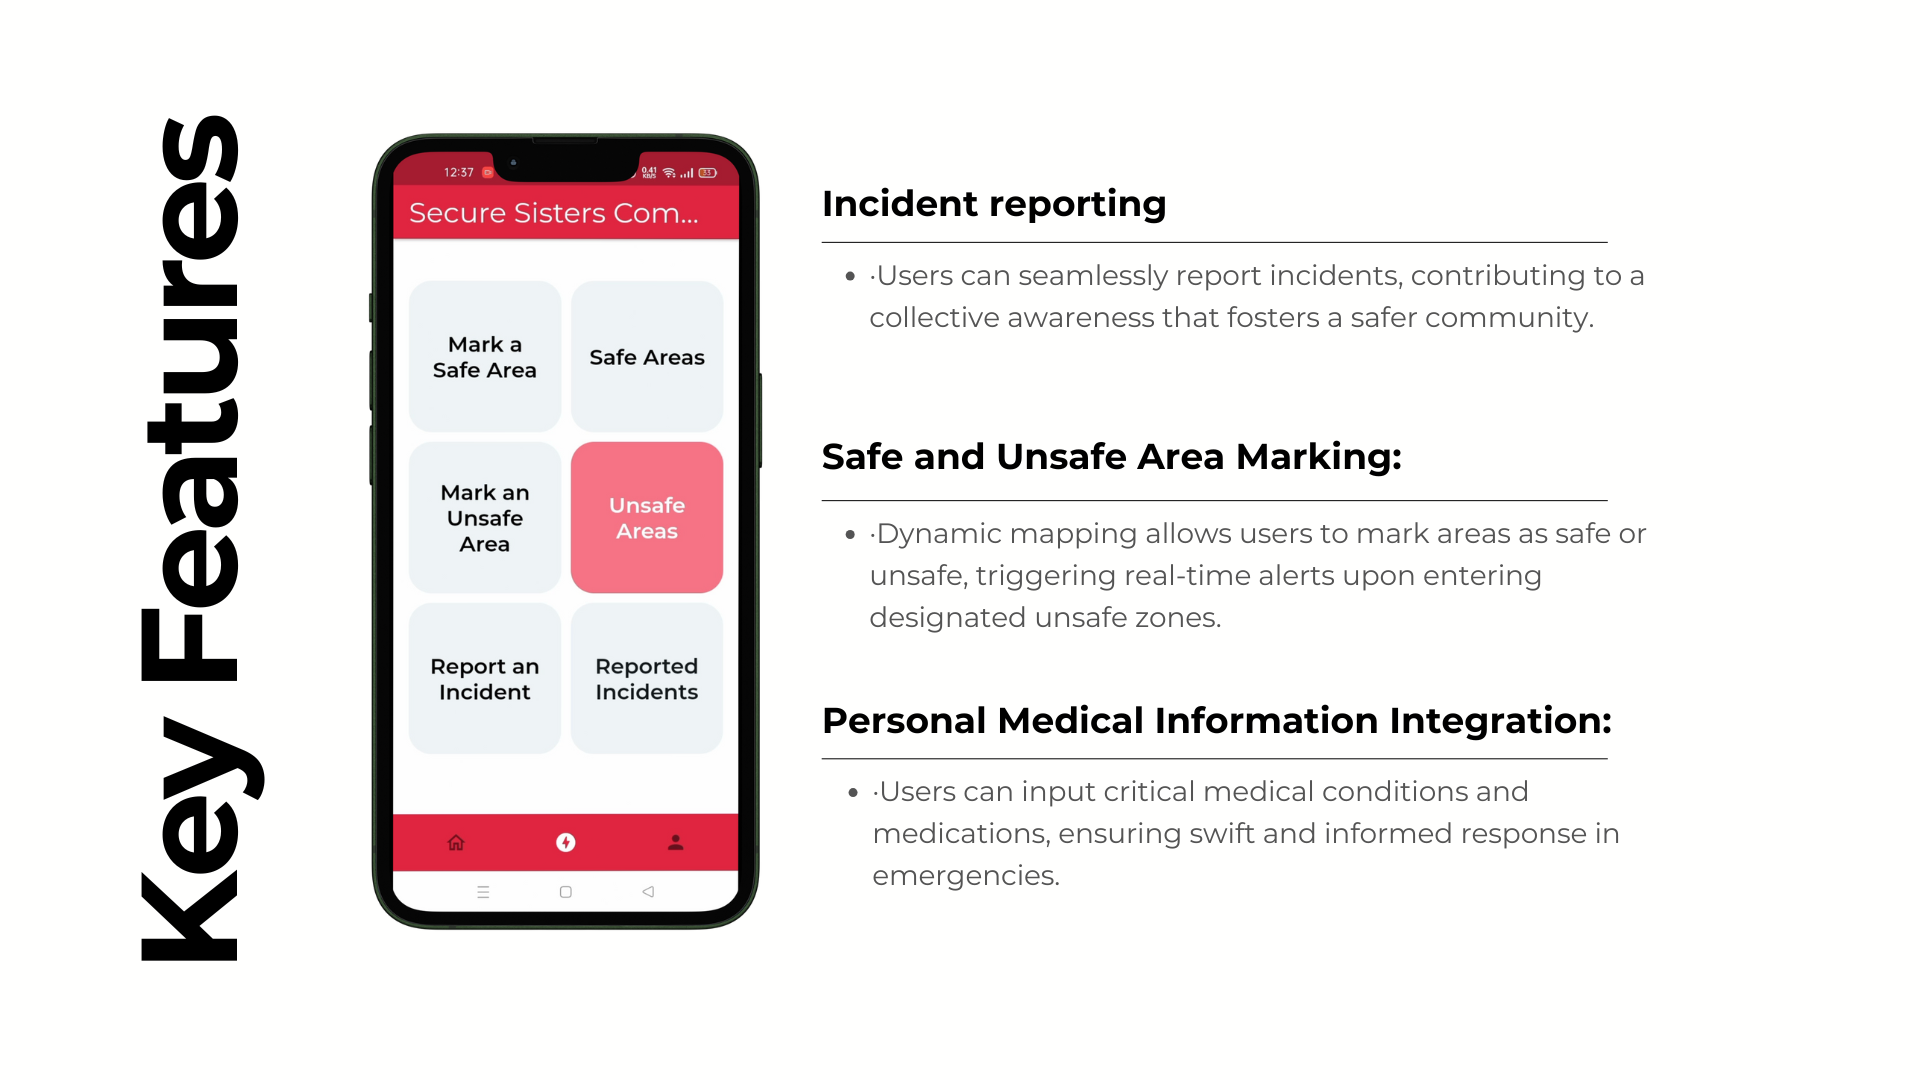 Key Features
12:37
0.41
KB/S
33
Secure Sisters Com...
Mark a
Safe Area
Safe Areas
Mark an
Unsafe
Area
Unsafe
Areas
Report an
Incident
Reported
Incidents
Incident reporting
• ·Users can seamlessly report incidents, contributing to a
collective awareness that fosters a safer community.
Safe and Unsafe Area Marking:
• ·Dynamic mapping allows users to mark areas as safe or
unsafe, triggering real-time alerts upon entering
designated unsafe zones.
Personal Medical Information Integration:
• ·Users can input critical medical conditions and
medications, ensuring swift and informed response in
emergencies.